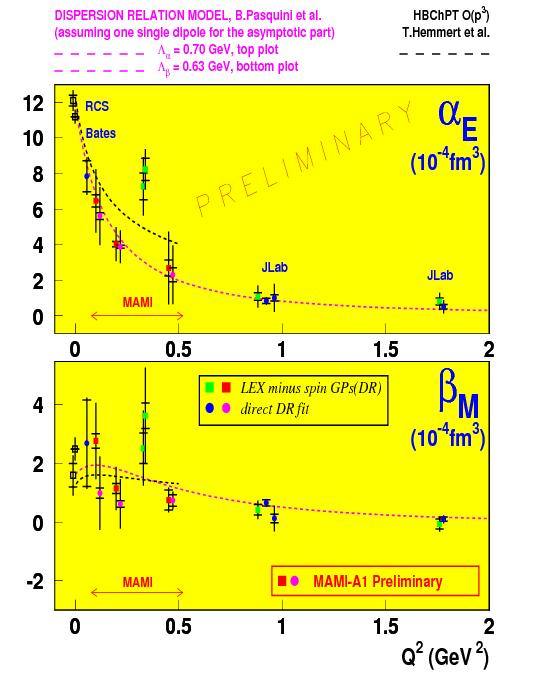 DISPERSION RELATION MODEL, B.Pasquini et al.
(assuming one single dipole for the asymptotic part)
Λα = 0.70 GeV, top plot
Λβ = 0.63 GeV, bottom plot
HBChPT O(p³)
T.Hemmert et al.
12
10
8
6
4
2
0
RCS
Bates
PRELIMINARY
αE
(10⁻⁴fm³)
JLab
JLab
MAMI
0
0.5
1
1.5
2
4
2
0
-2
LEX minus spin GPs(DR)
direct DR fit
βM
(10⁻⁴fm³)
MAMI
MAMI-A1 Preliminary
0
0.5
1
1.5
2
Q² (GeV²)